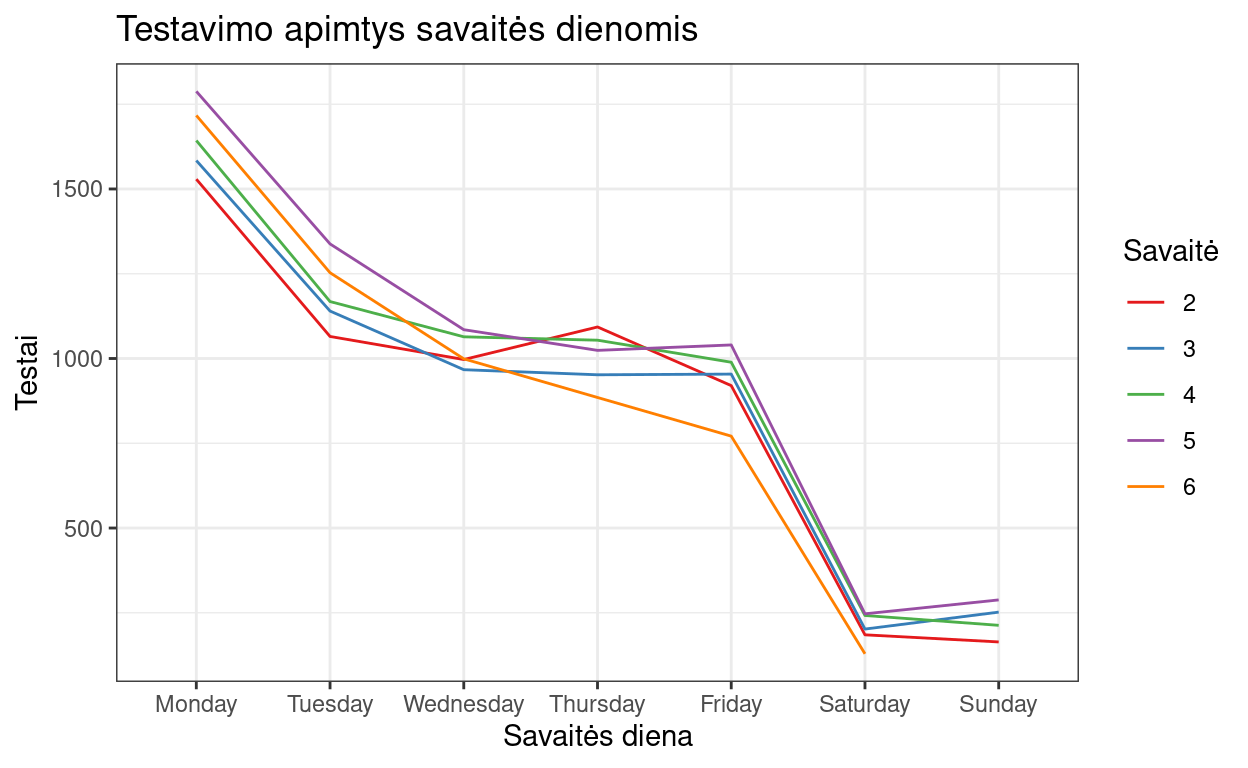 Testavimo apimtys savaitės dienomis
Testai
1500
1000
500
Monday Tuesday Wednesday Thursday Friday Saturday Sunday
Savaitės diena
Savaitė
2
3
4
5
6